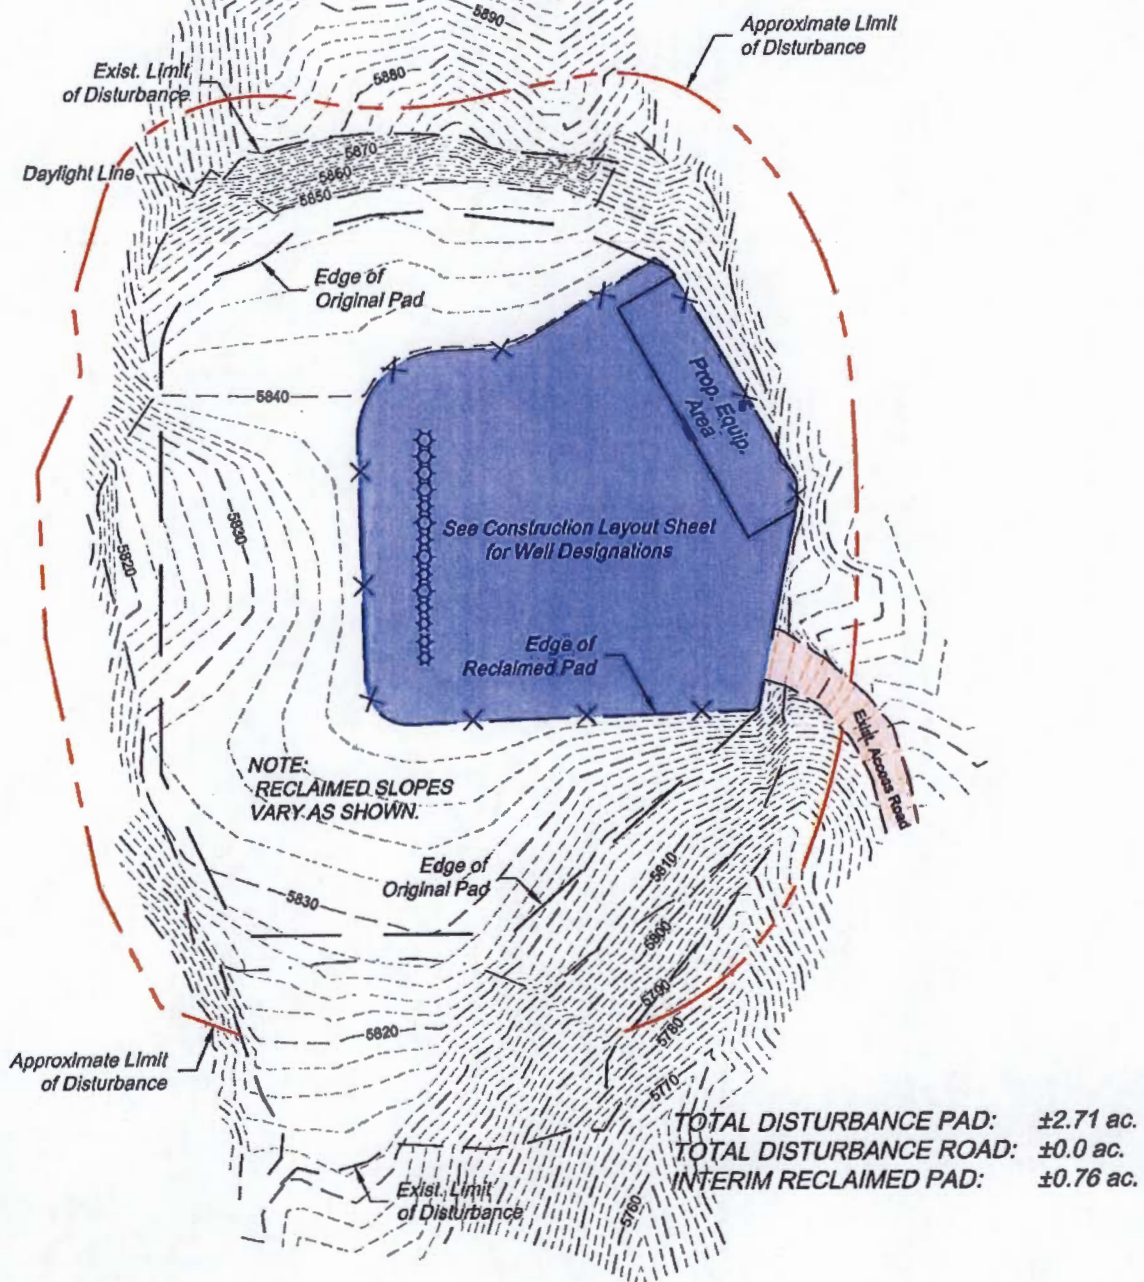 5890
Approximate Limit
of Disturbance
Exist. Limit
of Disturbance
5880
Daylight Line
5870
5860
5850
Edge of
Original Pad
Prop. Equip.
Area
5840
5830
5820
See Construction Layout Sheet
for Well Designations
Edge of
Reclaimed Pad
Exist. Access Road
NOTE:
RECLAIMED SLOPES
VARY AS SHOWN.
Edge of
Original Pad
5810
5830
5800
5790
5820
5780
Approximate Limit
of Disturbance
5770
TOTAL DISTURBANCE PAD: ±2.71 ac.
TOTAL DISTURBANCE ROAD: ±0.0 ac.
INTERIM RECLAIMED PAD: ±0.76 ac.
Exist. Limit
of Disturbance
5760